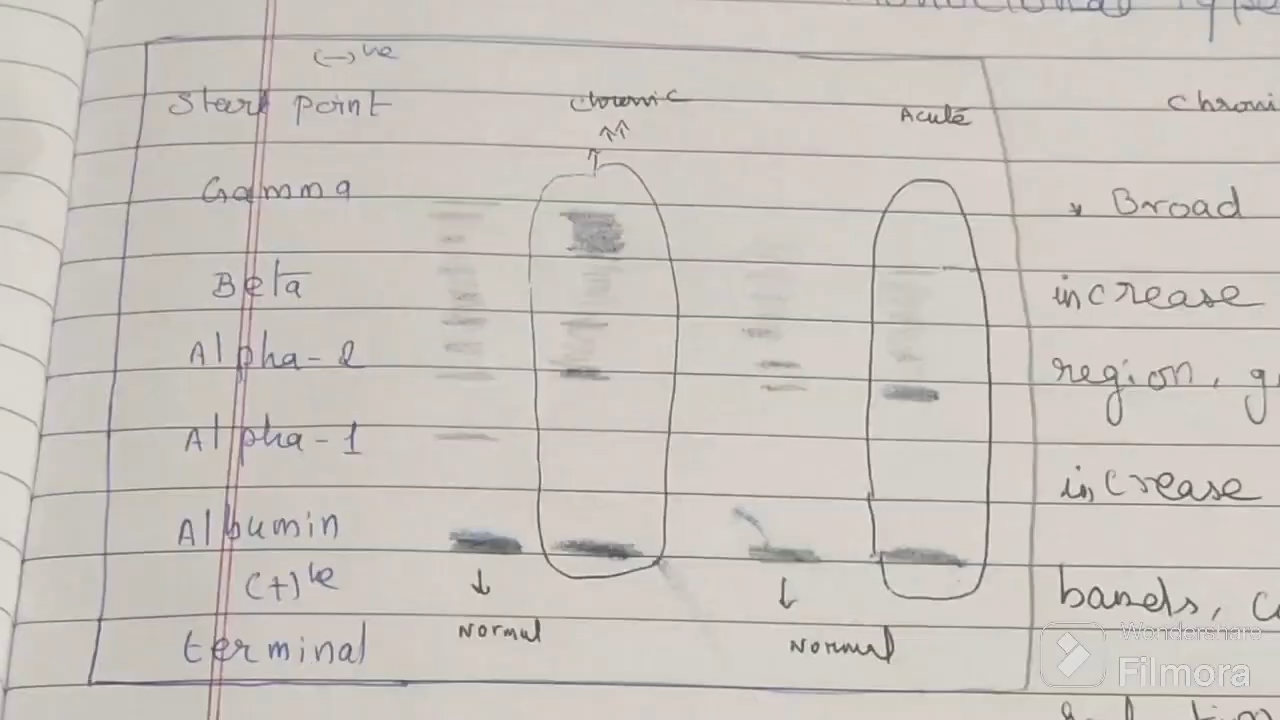 (-)ve
Start point
Chronic
Acute
Chroni
Gamma
Broad
Beta
increase
Alpha-2
region, g
Alpha-1
increase
Albumin
(+)ve
bands, c
terminal
Normal
Normal
Wondershare
Filmora